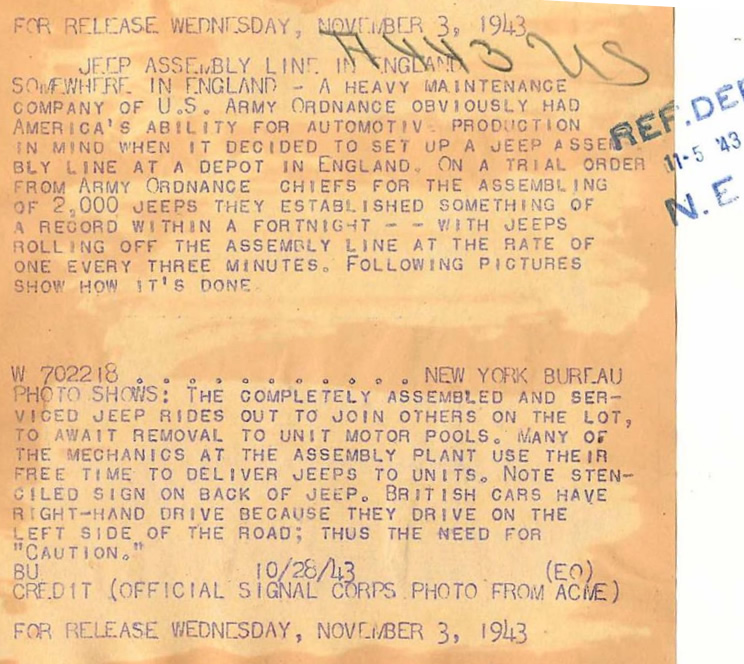 FOR RELEASE WEDNESDAY, NOVEMBER 3, 1943
A443 US
JEEP ASSEMBLY LINE IN ENGLAND
SOMEWHERE IN ENGLAND - A HEAVY MAINTENANCE
COMPANY OF U.S. ARMY ORDNANCE OBVIOUSLY HAD
AMERICA'S ABILITY FOR AUTOMOTIV PRODUCTION
IN MIND WHEN IT DECIDED TO SET UP A JEEP ASSEM
BLY LINE AT A DEPOT IN ENGLAND. ON A TRIAL ORDER
FROM ARMY ORDNANCE CHIEFS FOR THE ASSEMBLING
OF 2,000 JEEPS THEY ESTABLISHED SOMETHING OF
A RECORD WITHIN A FORTNIGHT - - WITH JEEPS
ROLLING OFF THE ASSEMBLY LINE AT THE RATE OF
ONE EVERY THREE MINUTES. FOLLOWING PICTURES
SHOW HOW IT'S DONE
REF.DEP
11-5 '43
N.E
W 702218 . . . . . . . . . . . . NEW YORK BUREAU
PHOTO SHOWS: THE COMPLETELY ASSEMBLED AND SER-
VICED JEEP RIDES OUT TO JOIN OTHERS ON THE LOT,
TO AWAIT REMOVAL TO UNIT MOTOR POOLS. MANY OF
THE MECHANICS AT THE ASSEMBLY PLANT USE THEIR
FREE TIME TO DELIVER JEEPS TO UNITS. NOTE STEN-
CILED SIGN ON BACK OF JEEP. BRITISH CARS HAVE
RIGHT-HAND DRIVE BECAUSE THEY DRIVE ON THE
LEFT SIDE OF THE ROAD; THUS THE NEED FOR
"CAUTION."
BU 10/28/43 (EO)
CREDIT (OFFICIAL SIGNAL CORPS PHOTO FROM ACME)
FOR RELEASE WEDNESDAY, NOVEMBER 3, 1943